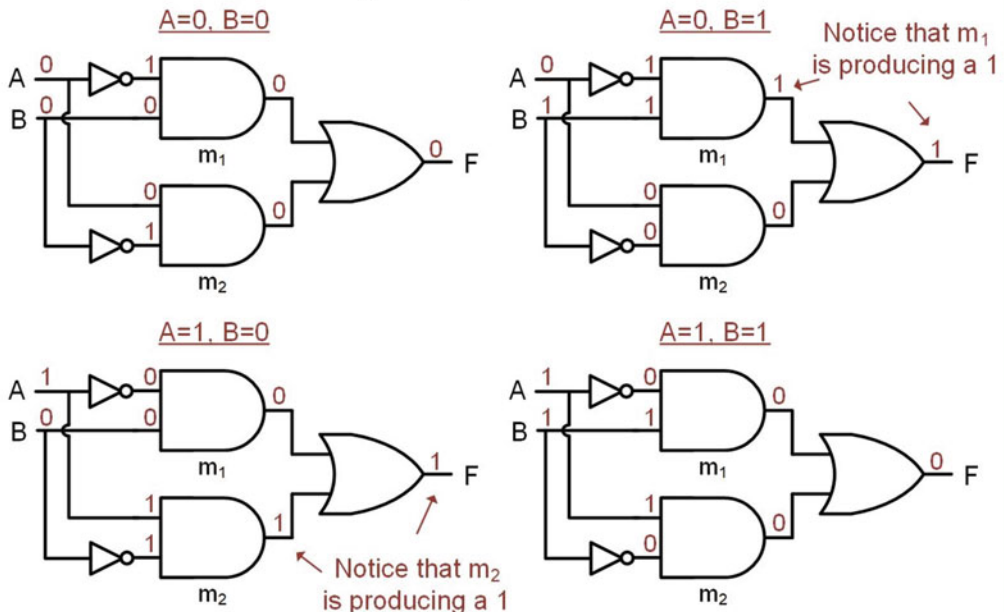 A=0, B=0
A 0 1 0
B 0 0
m₁
0 F
0 0
1
m₂
A=0, B=1
Notice that m₁
is producing a 1
A 0 1 1
B 1 1
m₁
1 F
0 0
0
m₂
A=1, B=0
A 1 0 0
B 0 0
m₁
1 F
1 1
1
m₂
Notice that m₂
is producing a 1
A=1, B=1
A 1 0 0
B 1 1
m₁
0 F
1 0
0
m₂